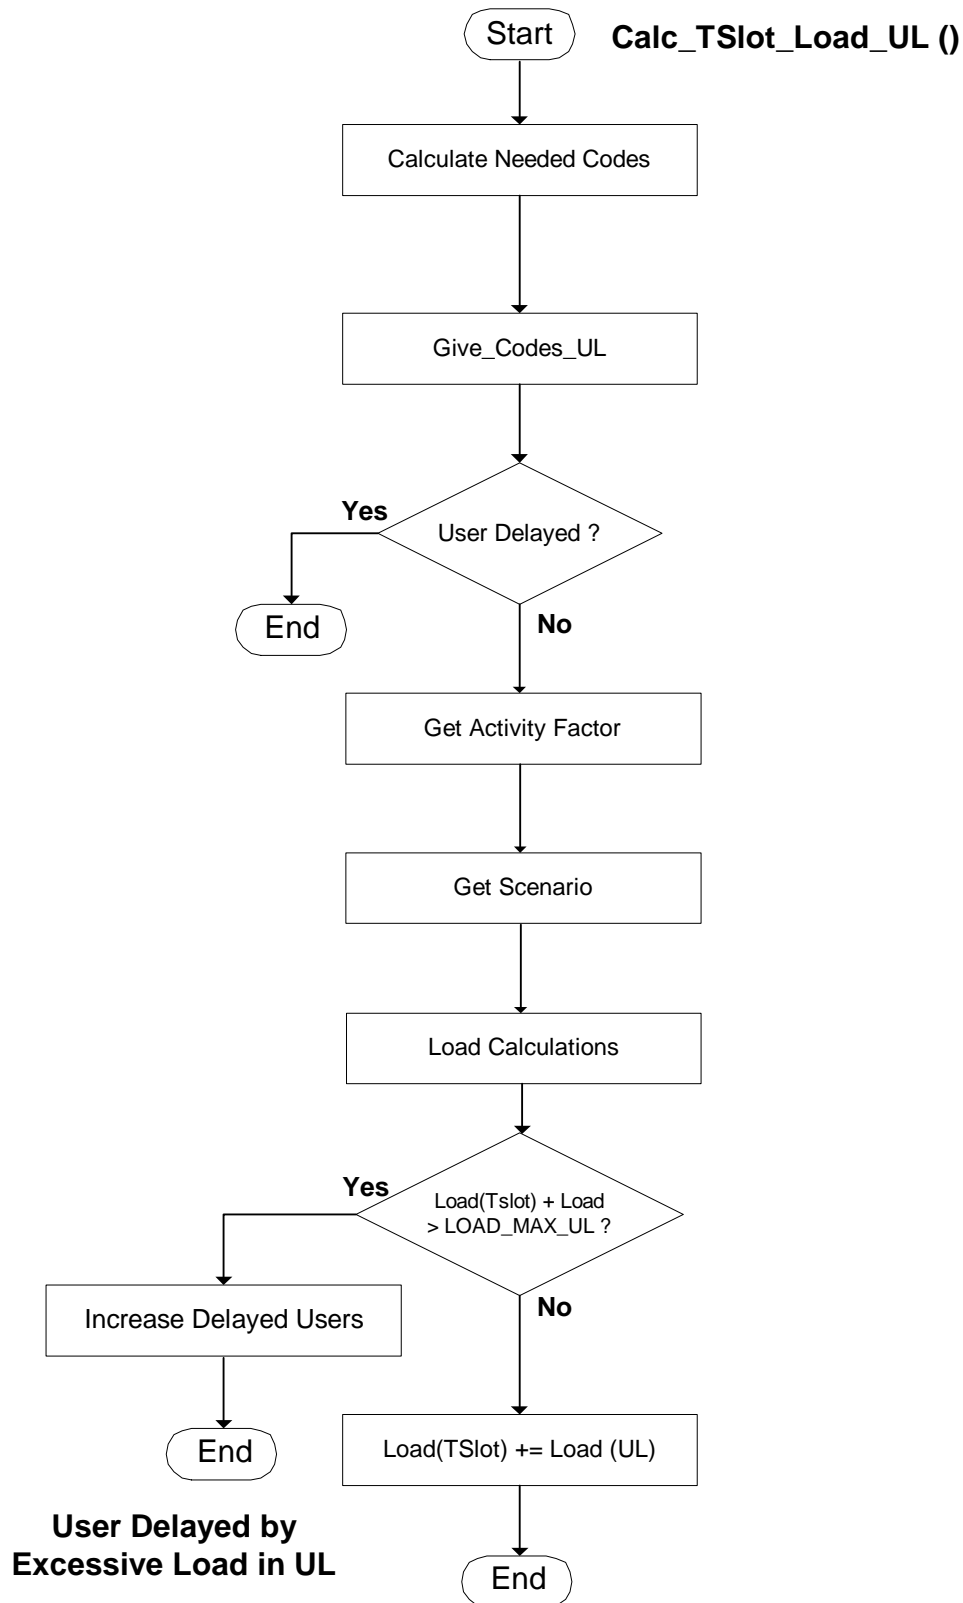 Start
Calc_TSlot_Load_UL ()
Calculate Needed Codes
Give_Codes_UL
Yes
User Delayed ?
End
No
Get Activity Factor
Get Scenario
Load Calculations
Yes
Load(Tslot) + Load
> LOAD_MAX_UL ?
No
Increase Delayed Users
End
Load(TSlot) += Load (UL)
User Delayed by
Excessive Load in UL
End